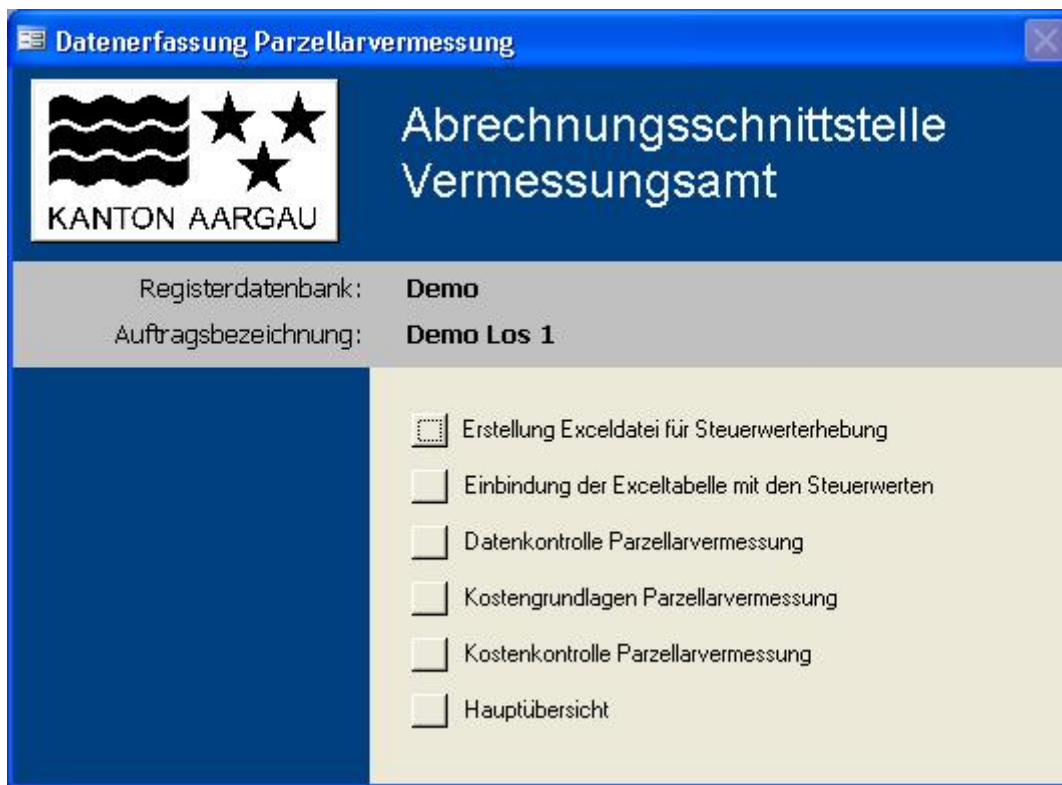 Datenerfassung Parzellarvermessung
KANTON AARGAU
Abrechnungsschnittstelle
Vermessungsamt
Registerdatenbank: Demo
Auftragsbezeichnung: Demo Los 1
Erstellung Exceldatei für Steuerwerterhebung
Einbindung der Exceltabelle mit den Steuerwerten
Datenkontrolle Parzellarvermessung
Kostengrundlagen Parzellarvermessung
Kostenkontrolle Parzellarvermessung
Hauptübersicht